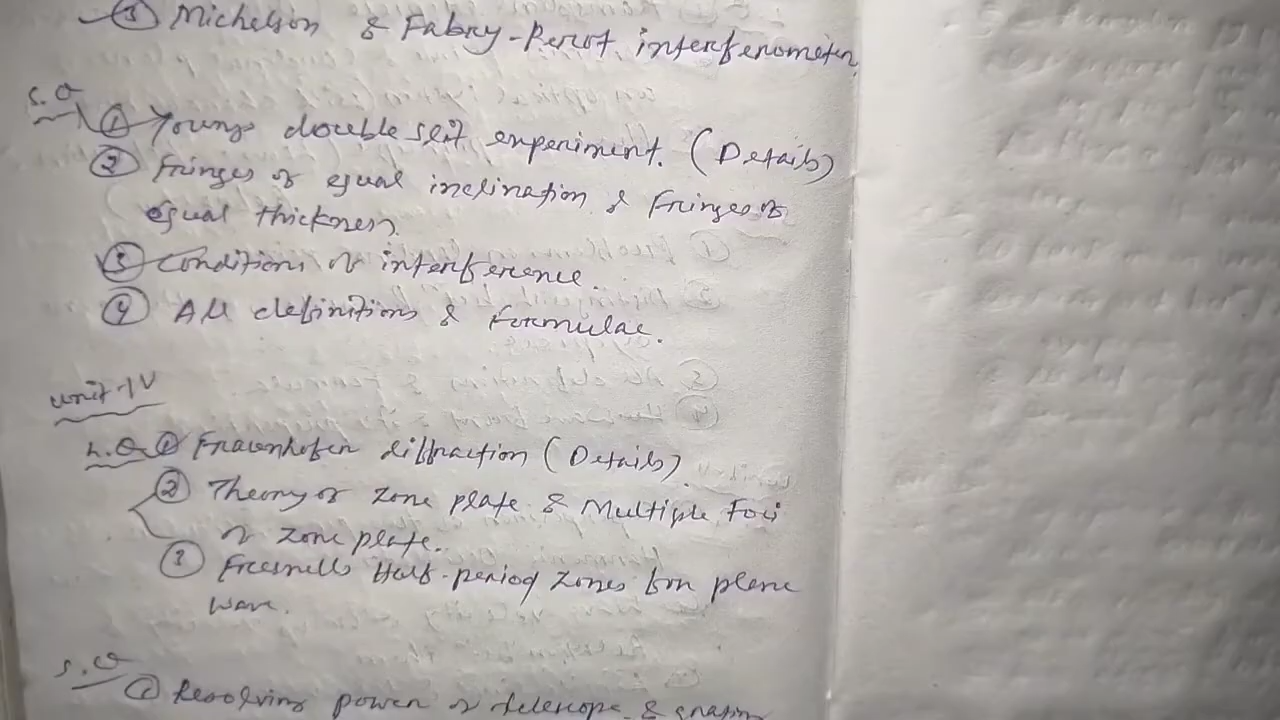 ③ Michelson & Fabry-Perot interferometer.
S.Q
① Youngs double slit experiment. (Details)
② Fringes of equal inclination & Fringes of
equal thickness.
③ Conditions of interference.
④ All definitions & Formulae.
Unit-IV
L.Q ① Fraunhofer diffraction (Details).
② Theory of Zone plate & Multiple Foci
of Zone plate.
③ Fresnells Half-period Zones for plane
wave.
S.Q
① Resolving power of telescope & grating